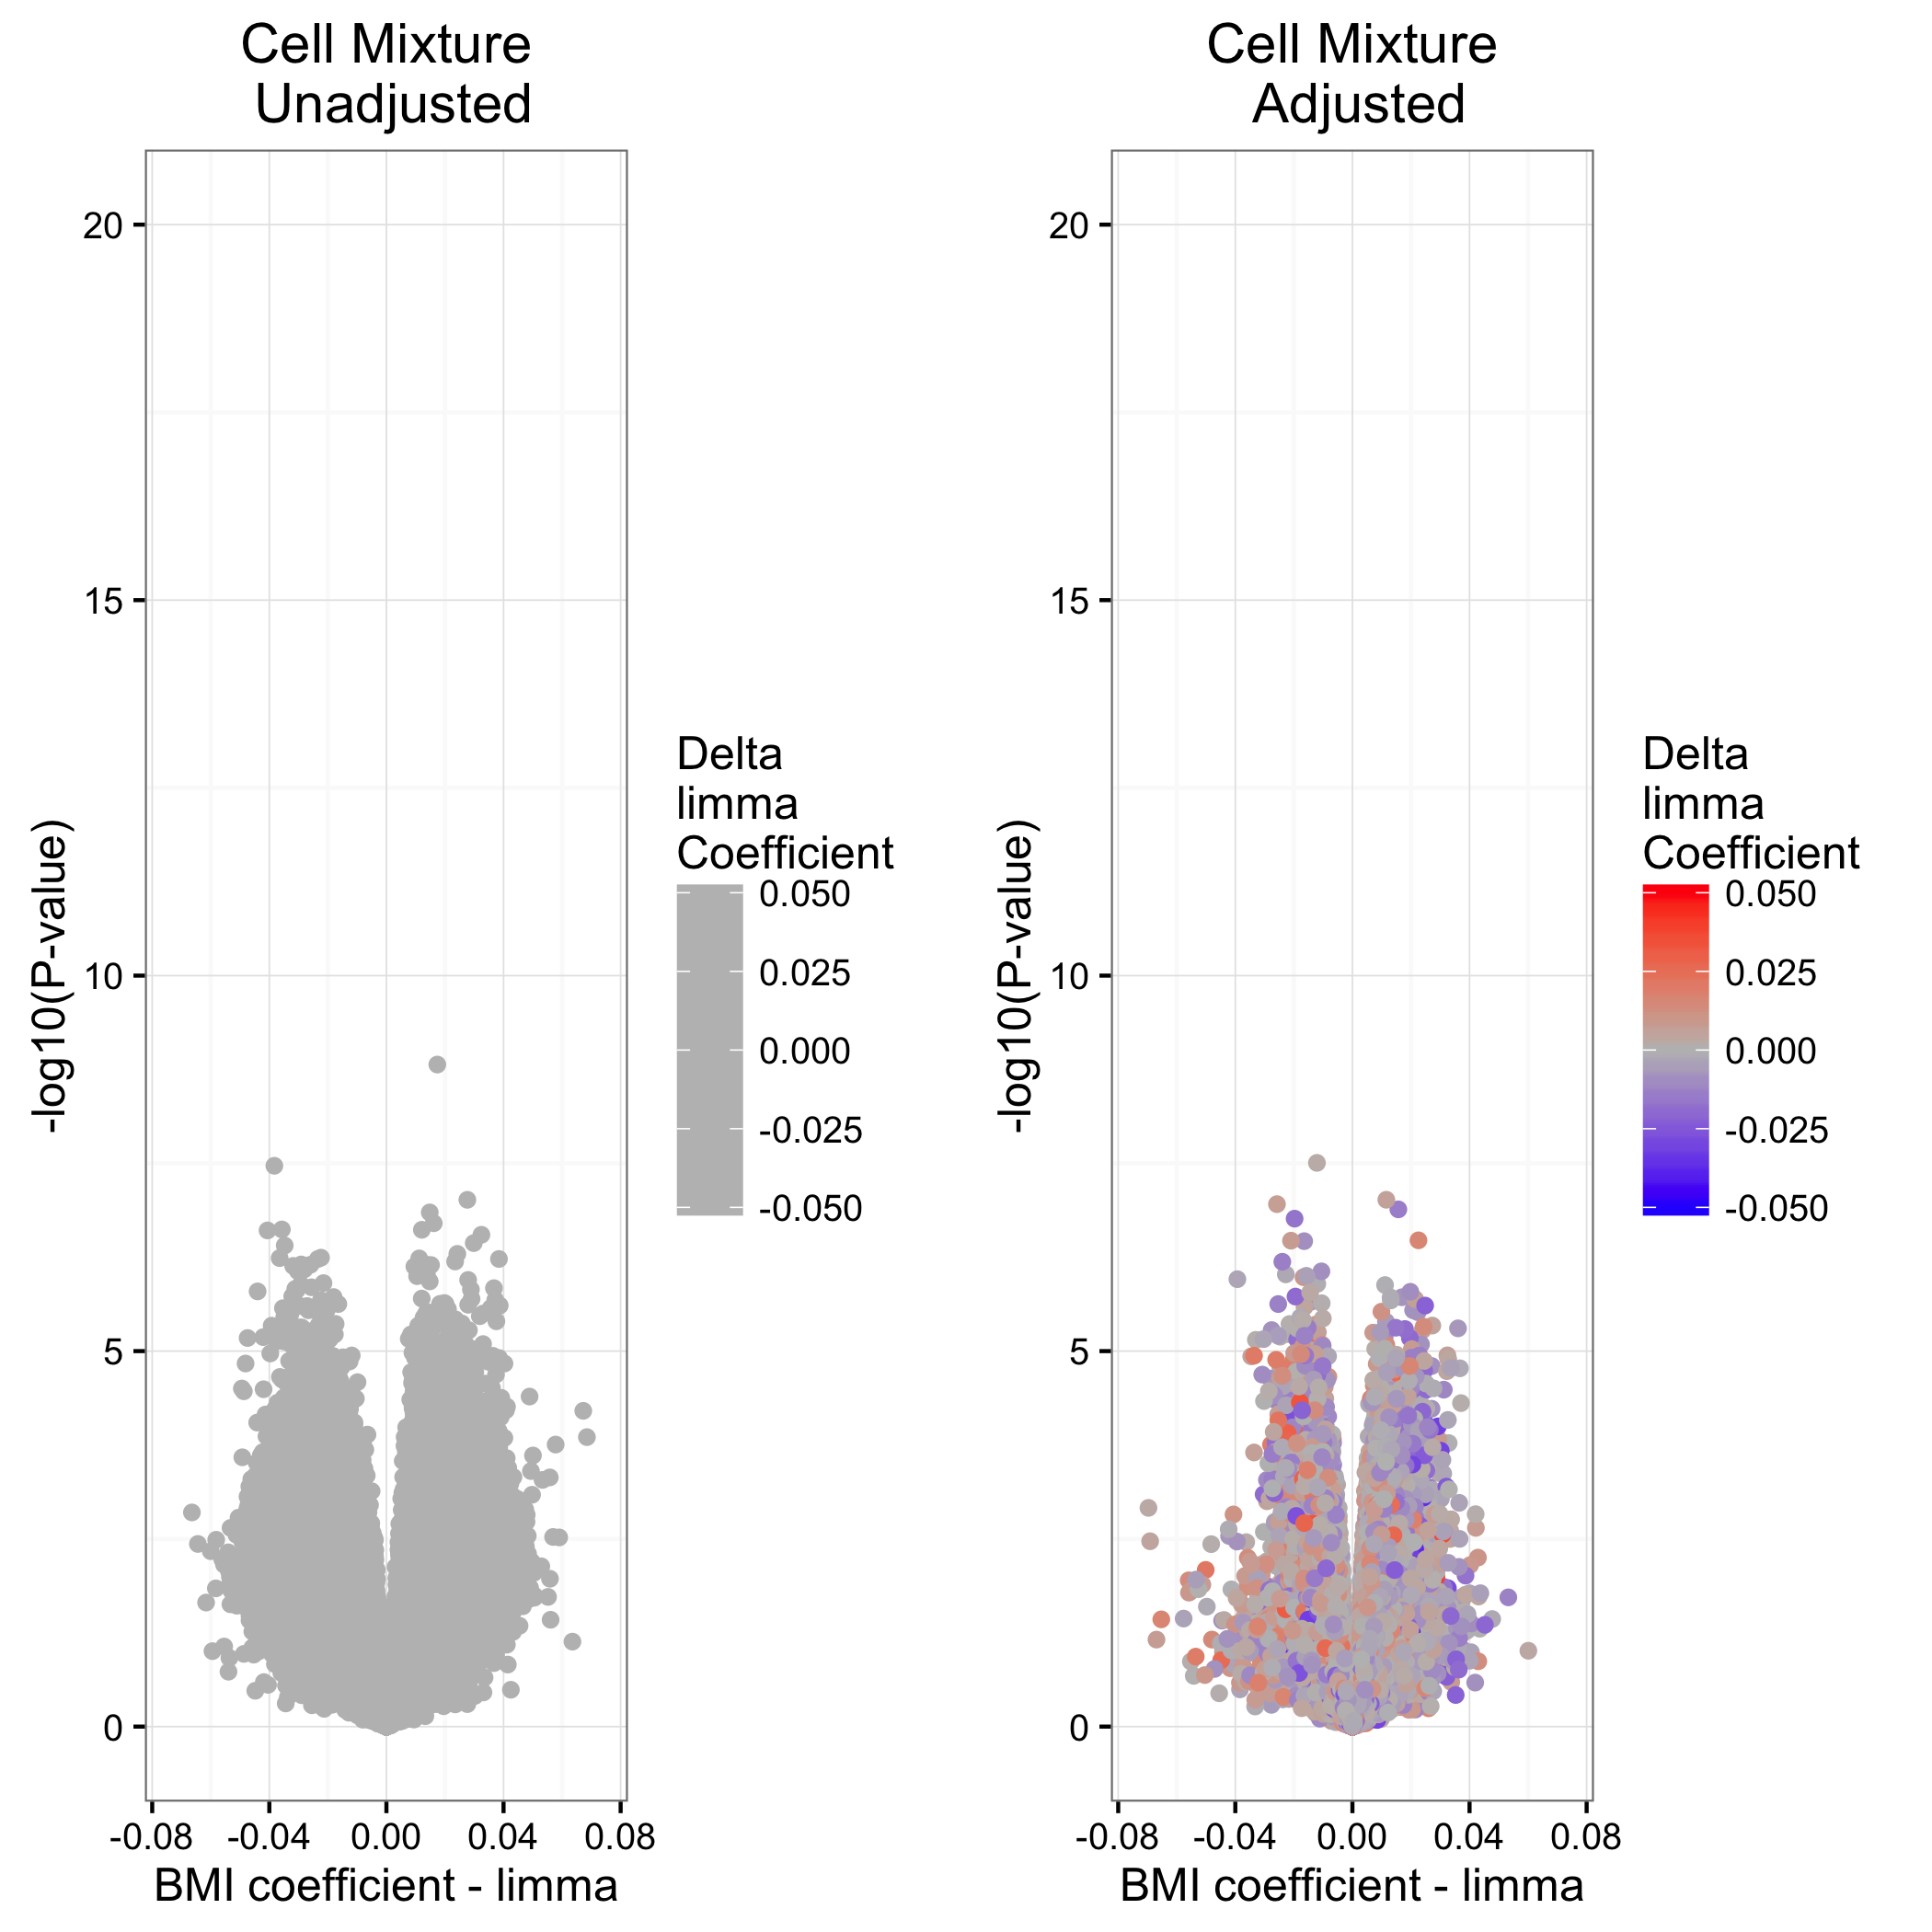 Cell Mixture
Unadjusted
20
15
10
5
0
-log10(P-value)
-0.08 -0.04 0.00 0.04 0.08
BMI coefficient - limma
Delta
limma
Coefficient
0.050
0.025
0.000
-0.025
-0.050
Cell Mixture
Adjusted
20
15
10
5
0
-log10(P-value)
-0.08 -0.04 0.00 0.04 0.08
BMI coefficient - limma
Delta
limma
Coefficient
0.050
0.025
0.000
-0.025
-0.050